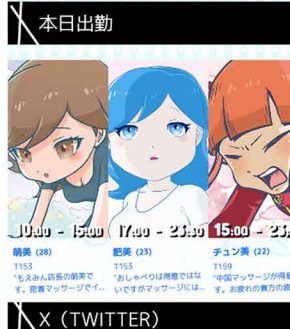 本日出勤
10:00 - 15:00
17:00 - 23:30
15:00 - 23:
萌美 (28)
T153
"もえみん店長の萌美で
す。密着マッサージでイ...
肥美 (23)
T153
"おしゃべりは得意ではな
いですがマッサージには...
チュン美 (22)
T159
"中国マッサージが得意
す。お疲れの貴方の疲
X (TWITTER)